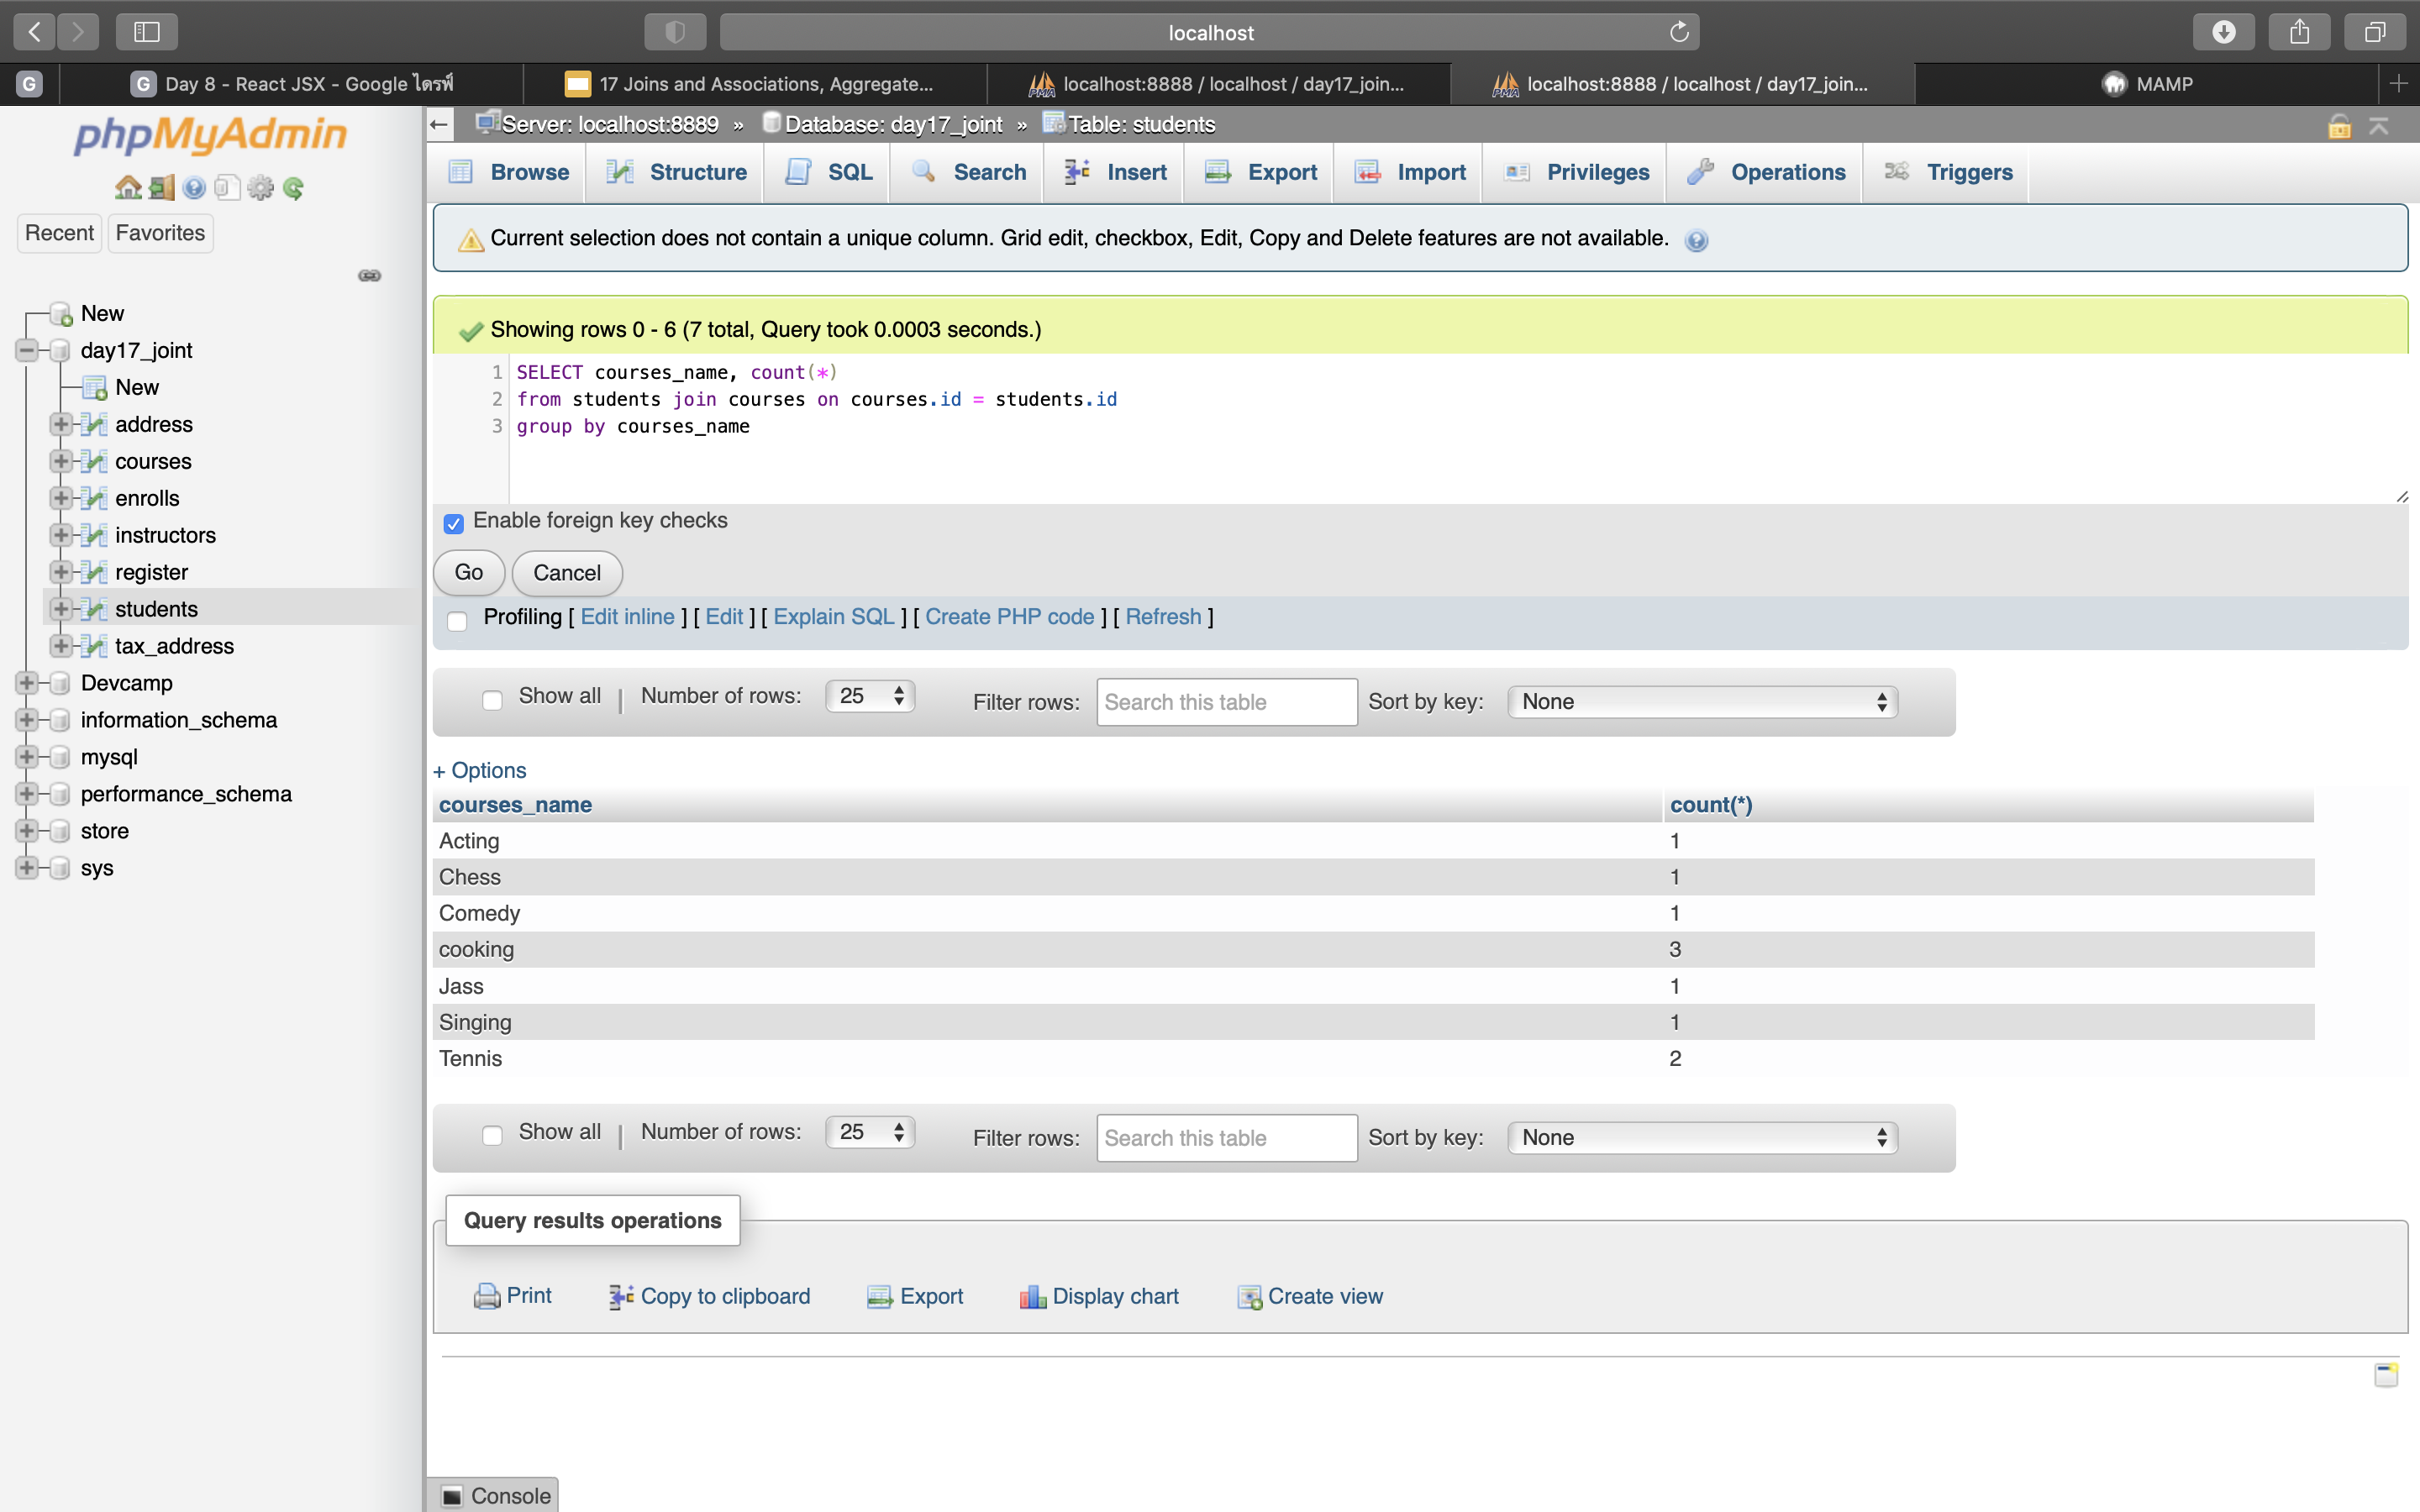 localhost
G
G Day 8 - React JSX - Google ไดรฟ์
17 Joins and Associations, Aggregate...
localhost:8888 / localhost / day17_join...
localhost:8888 / localhost / day17_join...
MAMP
phpMyAdmin
Recent
Favorites
New
day17_joint
New
address
courses
enrolls
instructors
register
students
tax_address
Devcamp
information_schema
mysql
performance_schema
store
sys
Server: localhost:8889 » Database: day17_joint » Table: students
Browse Structure SQL Search Insert Export Import Privileges Operations Triggers
Current selection does not contain a unique column. Grid edit, checkbox, Edit, Copy and Delete features are not available.
Showing rows 0 - 6 (7 total, Query took 0.0003 seconds.)
1 SELECT courses_name, count(*)
2 from students join courses on courses.id = students.id
3 group by courses_name
Enable foreign key checks
Go Cancel
Profiling [ Edit inline ] [ Edit ] [ Explain SQL ] [ Create PHP code ] [ Refresh ]
Show all | Number of rows: 25 Filter rows: Search this table Sort by key: None
+ Options
courses_name count(*)
Acting 1
Chess 1
Comedy 1
cooking 3
Jass 1
Singing 1
Tennis 2
Show all | Number of rows: 25 Filter rows: Search this table Sort by key: None
Query results operations
Print Copy to clipboard Export Display chart Create view
Console